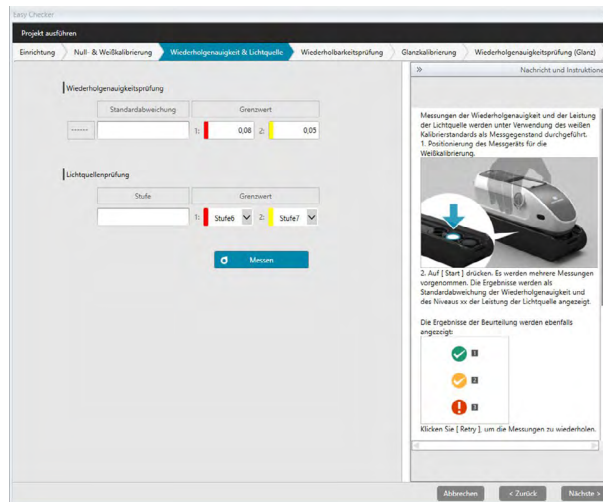 Easy Checker
Projekt ausführen
Einrichtung
Null- & Weißkalibrierung
Wiederholgenauigkeit & Lichtquelle
Wiederholbarkeitsprüfung
Glanzkalibrierung
Wiederholgenauigkeitsprüfung (Glanz)
Wiederholgenauigkeitsprüfung
Standardabweichung
Grenzwert
------
1:
0,08
2:
0,05
Lichtquellenprüfung
Stufe
Grenzwert
1:
Stufe6
2:
Stufe7
Messen
»
Nachricht und Instruktione
Messungen der Wiederholgenauigkeit und der Leistung
der Lichtquelle werden unter Verwendung des weißen
Kalibrierstandards als Messgegenstand durchgeführt.
1. Positionierung des Messgeräts für die
Weißkalibrierung.
2. Auf [ Start ] drücken. Es werden mehrere Messungen
vorgenommen. Die Ergebnisse werden als
Standardabweichung der Wiederholgenauigkeit und
des Niveaus xx der Leistung der Lichtquelle angezeigt.
Die Ergebnisse der Beurteilung werden ebenfalls
angezeigt:
1
2
3
Klicken Sie [ Retry ], um die Messungen zu wiederholen.
Abbrechen
< Zurück
Nächste >